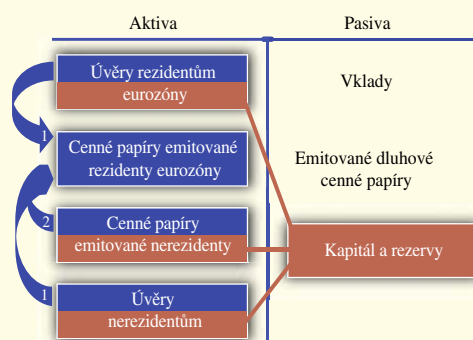 Aktiva
Pasiva
Úvěry rezidentům
eurozóny
Vklady
1
Cenné papíry emitované
rezidenty eurozóny
Emitované dluhové
cenné papíry
2
Cenné papíry
emitované nerezidenty
Kapitál a rezervy
1
Úvěry
nerezidentům